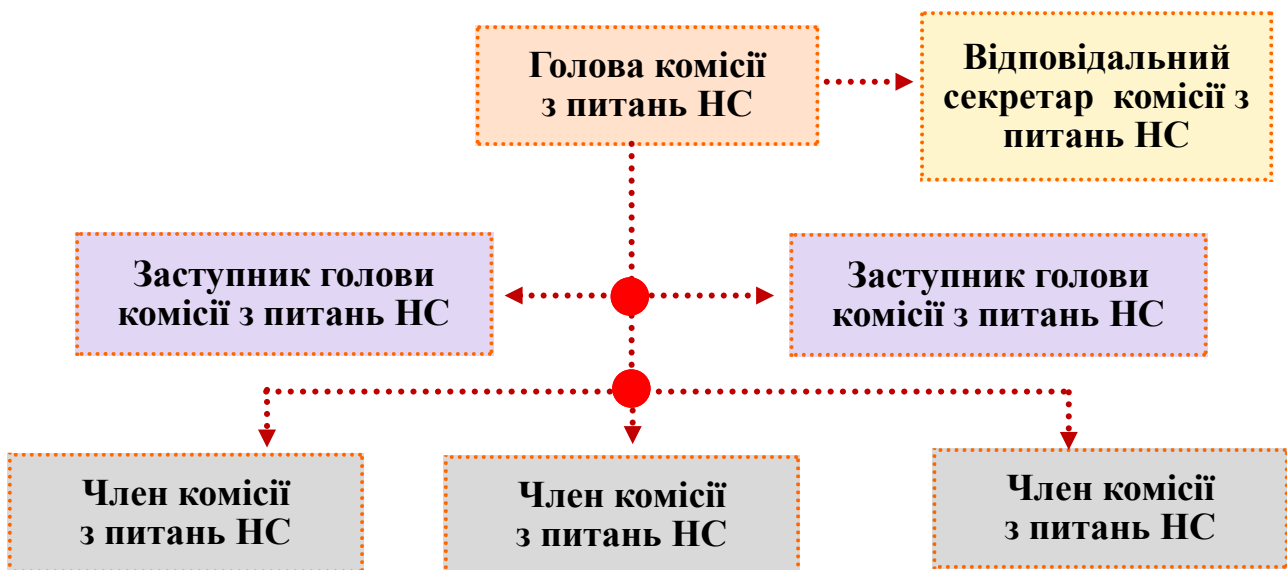 Голова комісії
з питань НС
Відповідальний
секретар комісії з
питань НС
Заступник голови
комісії з питань НС
Заступник голови
комісії з питань НС
Член комісії
з питань НС
Член комісії
з питань НС
Член комісії
з питань НС